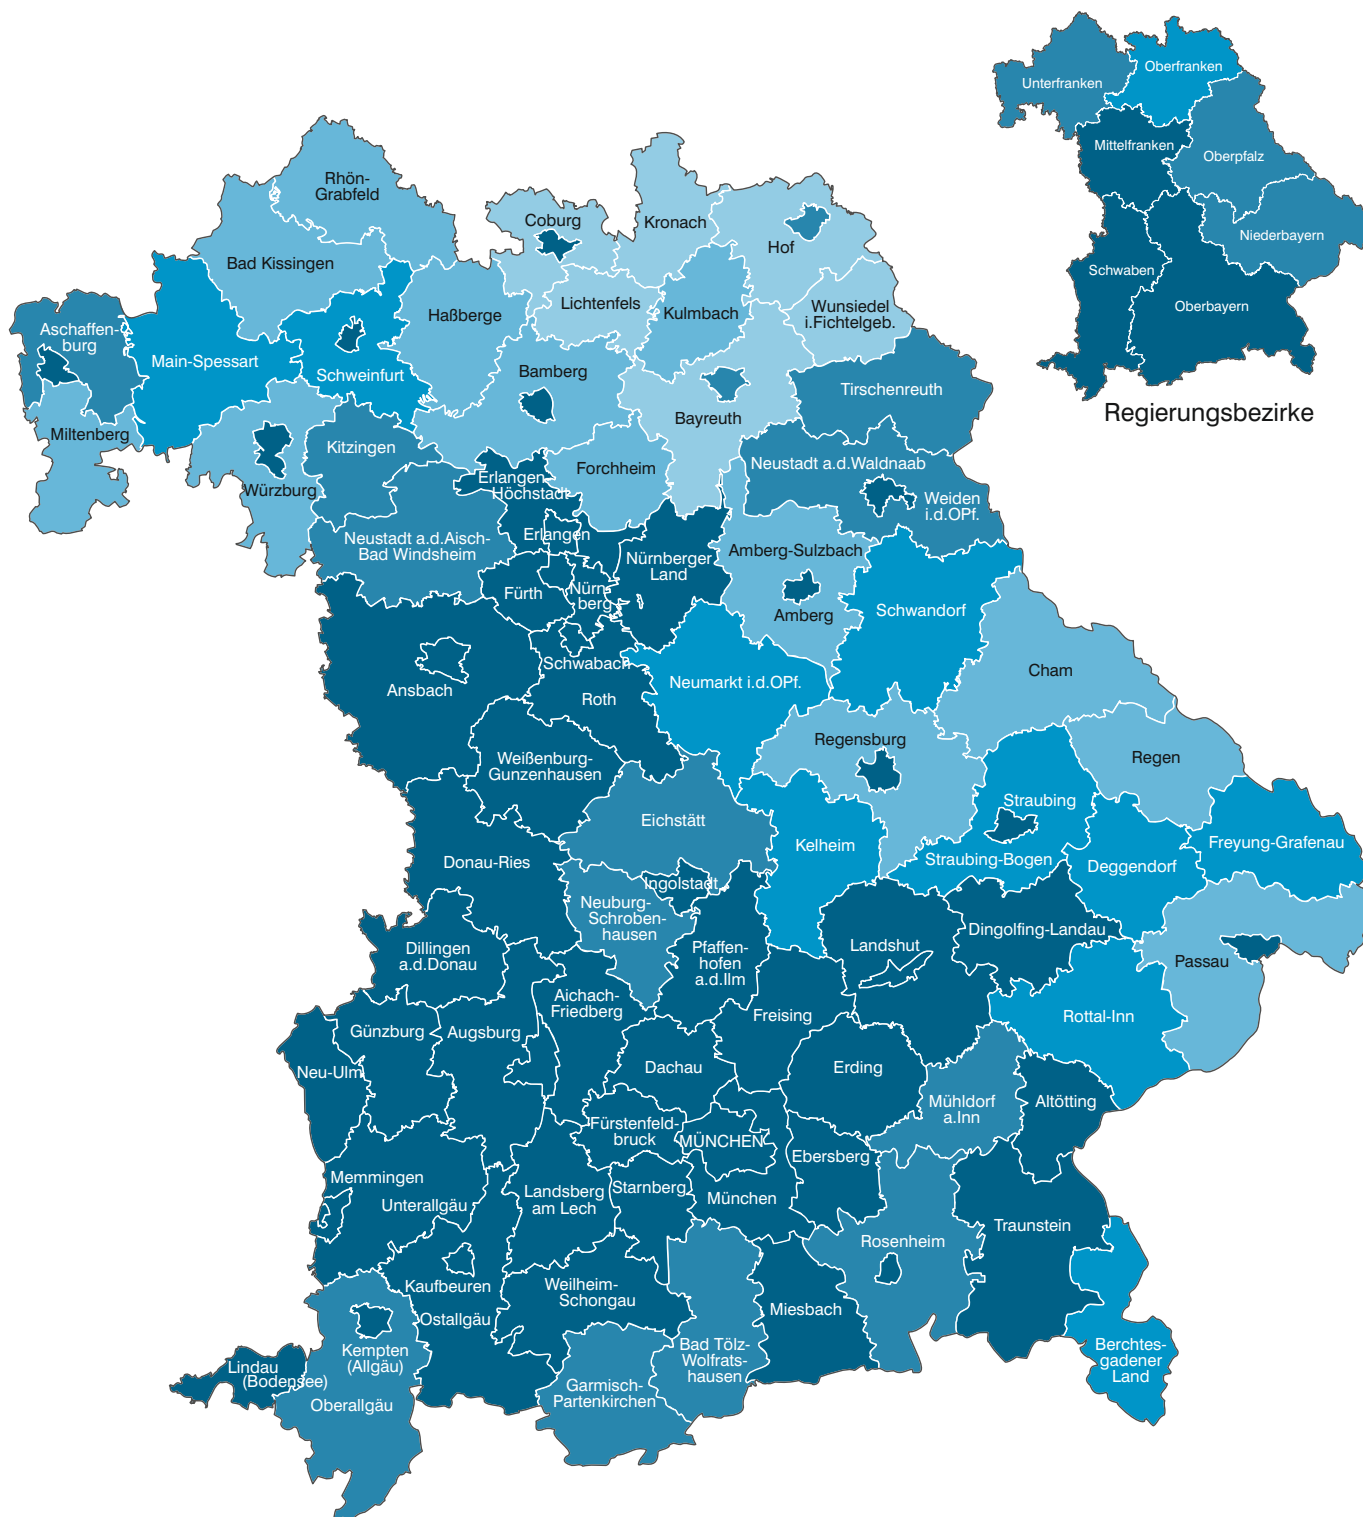 Unterfranken
Oberfranken
Mittelfranken
Oberpfalz
Niederbayern
Schwaben
Oberbayern
Regierungsbezirke
Rhön-
Grabfeld
Coburg
Kronach
Hof
Bad Kissingen
Lichtenfels
Kulmbach
Wunsiedel
i.Fichtelgeb.
Haßberge
Aschaffen-
burg
Main-Spessart
Schweinfurt
Bamberg
Bayreuth
Tirschenreuth
Miltenberg
Kitzingen
Würzburg
Forchheim
Erlangen-
Höchstadt
Neustadt a.d.Waldnaab
Weiden
i.d.OPf.
Neustadt a.d.Aisch-
Bad Windsheim
Erlangen
Nürnberger
Land
Amberg-Sulzbach
Fürth
Nürn-
berg
Amberg
Schwandorf
Ansbach
Schwabach
Roth
Neumarkt i.d.OPf.
Cham
Regensburg
Regen
Weißenburg-
Gunzenhausen
Eichstätt
Straubing
Kelheim
Straubing-Bogen
Deggendorf
Freyung-Grafenau
Donau-Ries
Ingolstadt
Neuburg-
Schroben-
hausen
Dillingen
a.d.Donau
Pfaffen-
hofen
a.d.Ilm
Landshut
Dingolfing-Landau
Passau
Aichach-
Friedberg
Freising
Rottal-Inn
Günzburg
Augsburg
Neu-Ulm
Dachau
Erding
Mühldorf
a.Inn
Altötting
Fürstenfeld-
bruck
MÜNCHEN
Ebersberg
Memmingen
Unterallgäu
Landsberg
am Lech
Starnberg
München
Traunstein
Rosenheim
Kaufbeuren
Weilheim-
Schongau
Ostallgäu
Miesbach
Kempten
(Allgäu)
Bad Tölz-
Wolfrats-
hausen
Berchtes-
gadener
Land
Lindau
(Bodensee)
Oberallgäu
Garmisch-
Partenkirchen